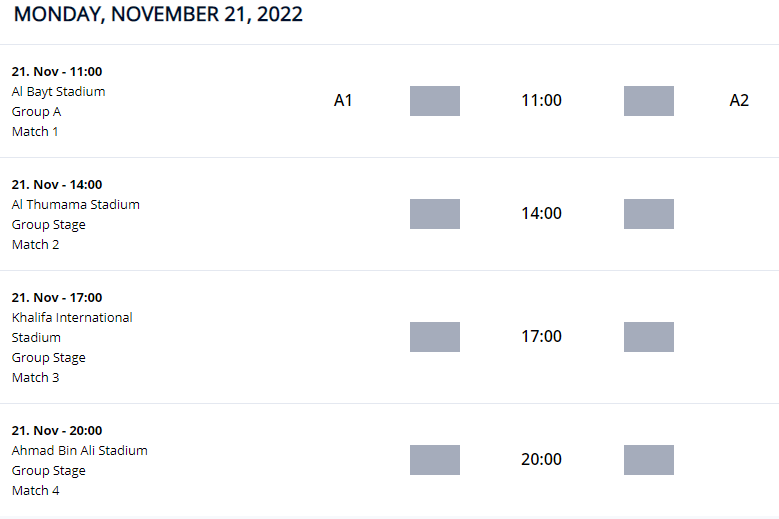 MONDAY, NOVEMBER 21, 2022
21. Nov - 11:00
Al Bayt Stadium
Group A
Match 1
A1
11:00
A2
21. Nov - 14:00
Al Thumama Stadium
Group Stage
Match 2
14:00
21. Nov - 17:00
Khalifa International
Stadium
Group Stage
Match 3
17:00
21. Nov - 20:00
Ahmad Bin Ali Stadium
Group Stage
Match 4
20:00